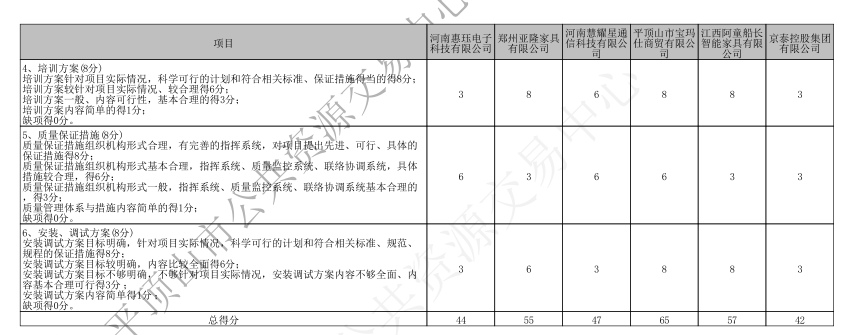 项目
河南惠珏电子
科技有限公司
郑州亚隆家具
有限公司
河南慧耀星通
信科技有限公
司
平顶山市宝玛
仕商贸有限公
司
江西阿童船长
智能家具有限
公司
京泰控股集团
有限公司
4、培训方案(8分)
培训方案针对项目实际情况，科学可行的计划和符合相关标准、保证措施得当的得8分；
培训方案较针对项目实际情况、较合理得6分；
培训方案一般、内容可行性，基本合理的得3分；
培训方案内容简单的得1分；
缺项得0分。
3 8 6 8 8 3
5、质量保证措施(8分)
质量保证措施组织机构形式合理，有完善的指挥系统，对项目提出先进、可行、具体的
保证措施得8分；
质量保证措施组织机构形式基本合理，指挥系统、质量监控系统、联络协调系统，具体
措施较合理，得6分；
质量保证措施组织机构形式一般，指挥系统、质量监控系统、联络协调系统基本合理的
，得3分；
质量管理体系与措施内容简单的得1分；
缺项得0分。
6 3 6 6 3 3
6、安装、调试方案(8分)
安装调试方案目标明确，针对项目实际情况、科学可行的计划和符合相关标准、规范、
规程的保证措施得8分；
安装调试方案目标较明确，内容比较全面得6分；
安装调试方案目标不够明确，不够针对项目实际情况，安装调试方案内容不够全面、内
容基本合理可行得3分；
安装调试方案内容简单得1分；
缺项得0分。
3 6 3 8 8 3
总得分 44 55 47 65 57 42
平顶山市公共资源交易中心
公共资源交易中心